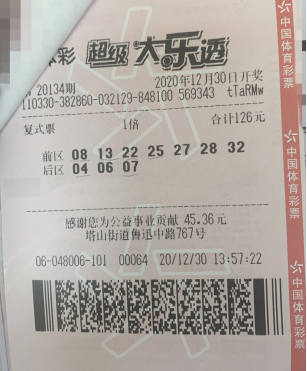 体彩 超级大乐透
20134期 2020年12月30日开奖
110330-382860-032129-848100 569343 tTaRMw
复式票 1倍 合计126元
前区 08 13 22 25 27 28 32
后区 04 06 07
感谢您为公益事业贡献 45.36元
塔山街道鲁迅中路767号
06-048006-101 00064 20/12/30 13:57:22
中国体育彩票
中国体育彩票